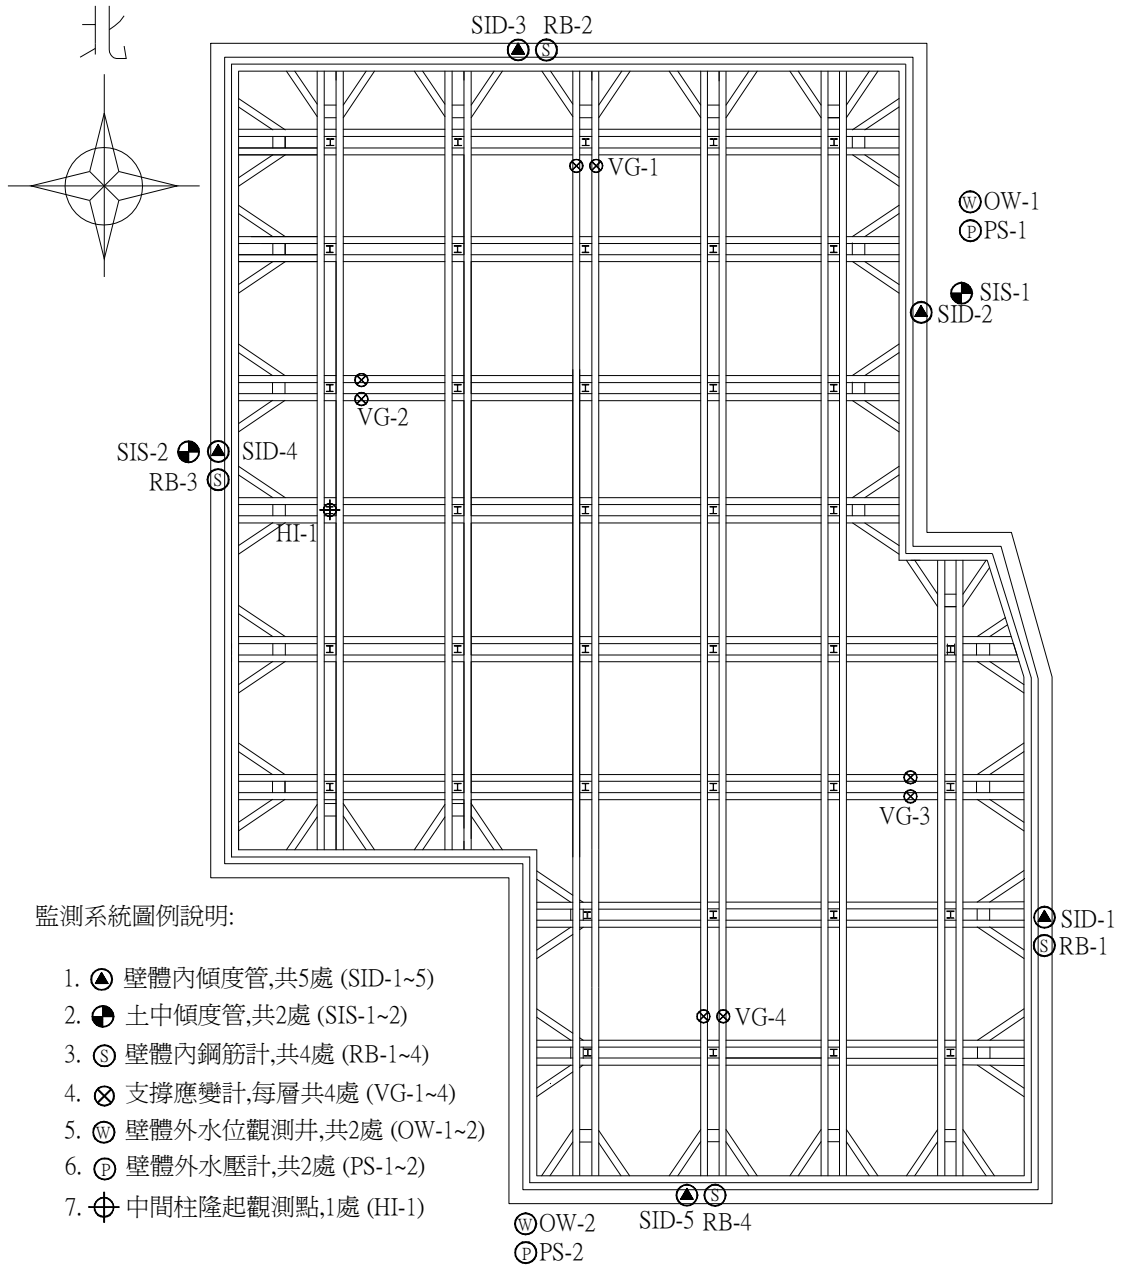 北
SID-3 RB-2
VG-1
OW-1
PS-1
SIS-1
SID-2
VG-2
SIS-2 SID-4
RB-3
HI-1
VG-3
監測系統圖例說明:
SID-1
RB-1
1. 壁體內傾度管,共5處 (SID-1~5)
2. 土中傾度管,共2處 (SIS-1~2)
VG-4
3. 壁體內鋼筋計,共4處 (RB-1~4)
4. 支撐應變計,每層共4處 (VG-1~4)
5. 壁體外水位觀測井,共2處 (OW-1~2)
6. 壁體外水壓計,共2處 (PS-1~2)
7. 中間柱隆起觀測點,1處 (HI-1)
SID-5 RB-4
OW-2
PS-2